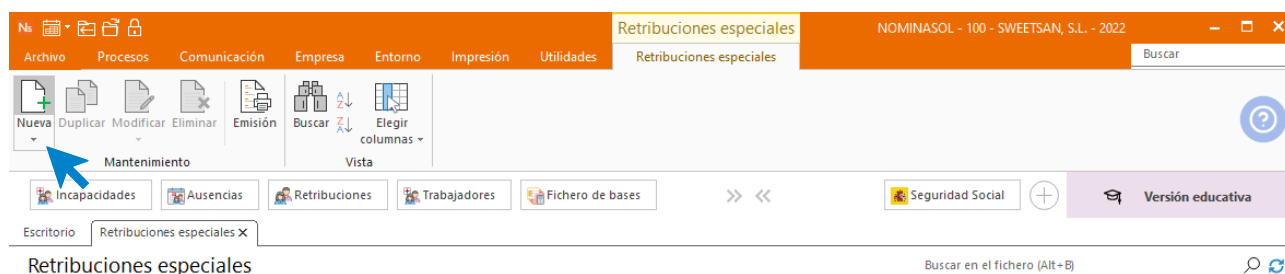 Ns Retribuciones especiales NOMINASOL - 100 - SWEETSAN, S.L. - 2022
Archivo Procesos Comunicación Empresa Entorno Impresión Utilidades Retribuciones especiales Buscar
Nueva Duplicar Modificar Eliminar Emisión Buscar A Z Z A Elegir columnas
Mantenimiento Vista
Incapacidades Ausencias Retribuciones Trabajadores Fichero de bases Seguridad Social Versión educativa
Escritorio Retribuciones especiales X
Retribuciones especiales Buscar en el fichero (Alt+B)